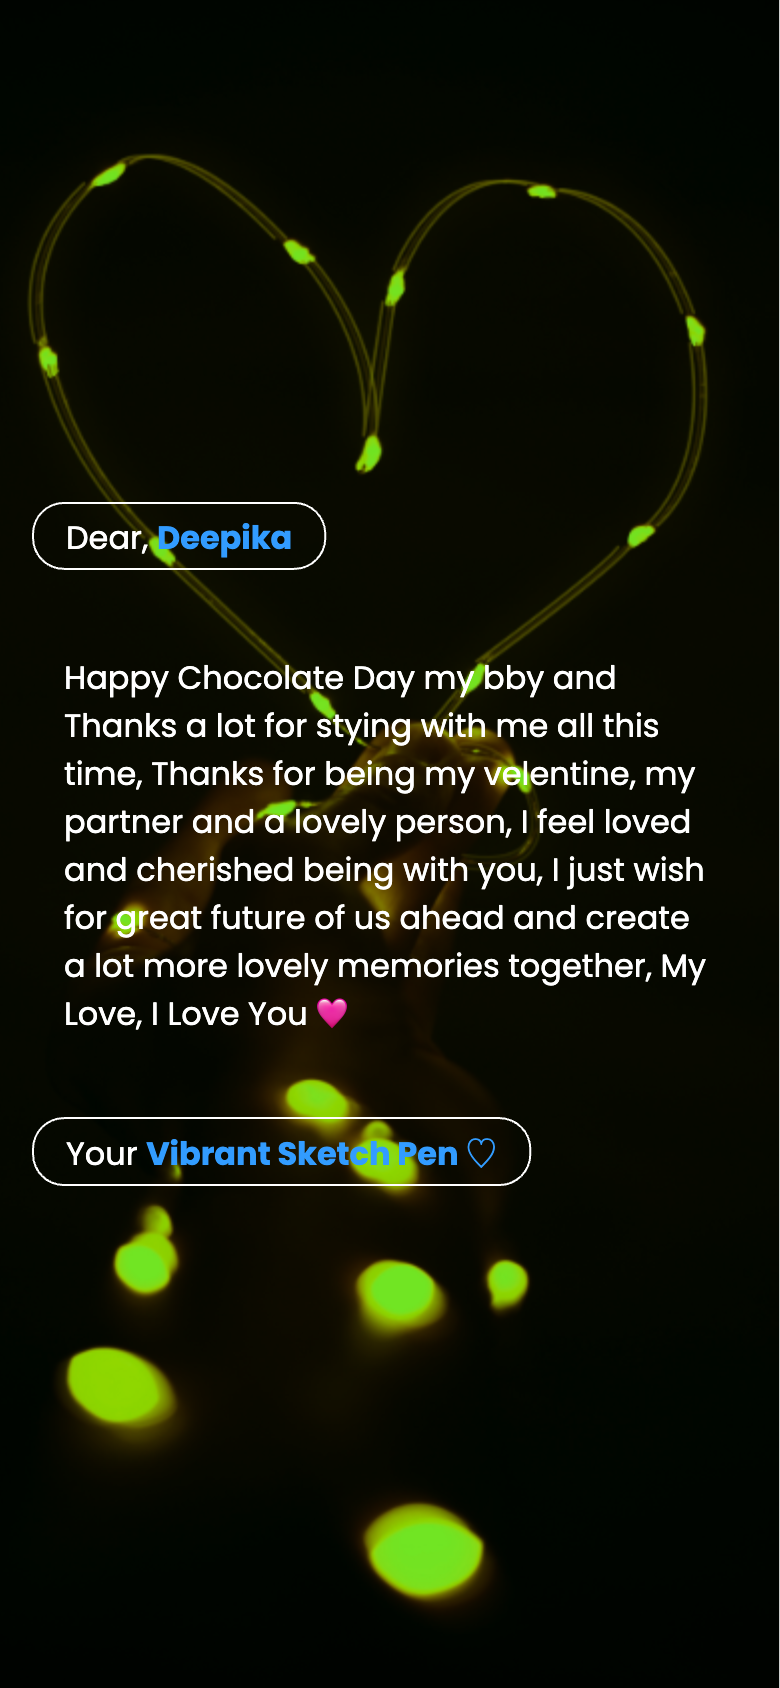 Dear, Deepika
Happy Chocolate Day my bby and
Thanks a lot for stying with me all this
time, Thanks for being my velentine, my
partner and a lovely person, I feel loved
and cherished being with you, I just wish
for great future of us ahead and create
a lot more lovely memories together, My
Love, I Love You 🩷
Your Vibrant Sketch Pen ♡